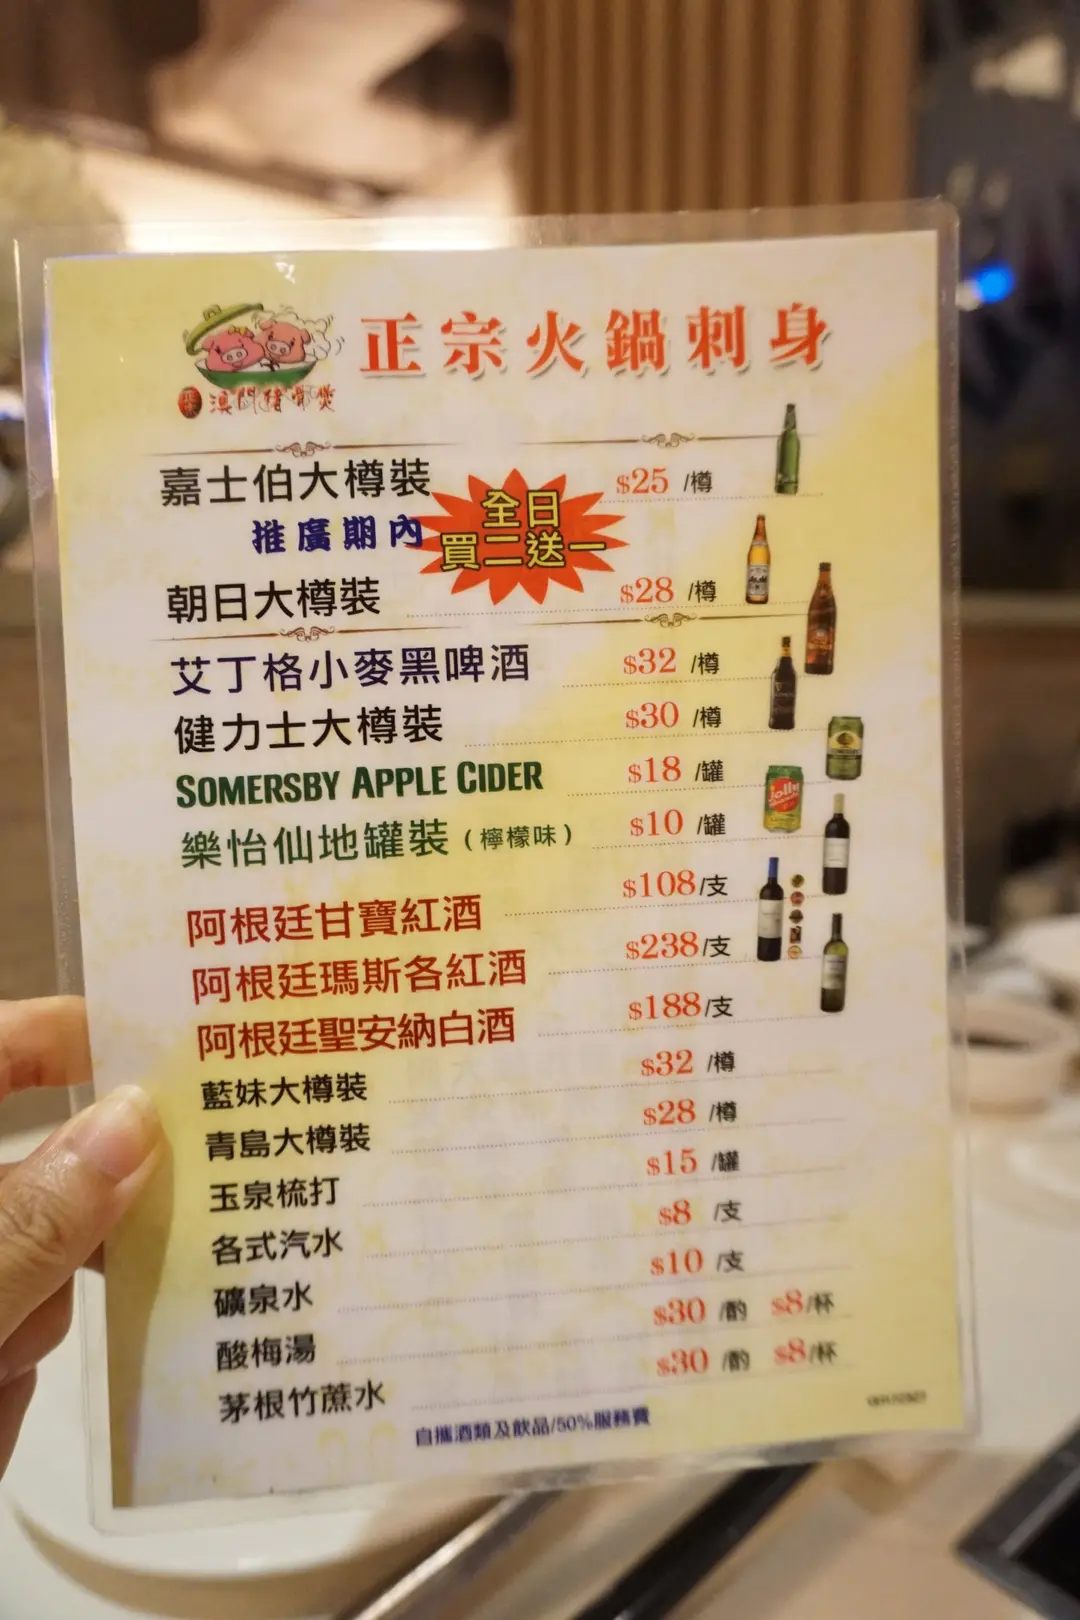 正宗火鍋刺身
澳門豬骨煲
嘉士伯大樽裝 $25 /樽
推廣期內
全日
買二送一
朝日大樽裝 $28 /樽
艾丁格小麥黑啤酒 $32 /樽
健力士大樽裝 $30 /樽
SOMERSBY APPLE CIDER $18 /罐
樂怡仙地罐裝(檸檬味) $10 /罐
阿根廷甘寶紅酒 $108/支
阿根廷瑪斯各紅酒 $238/支
阿根廷聖安納白酒 $188/支
藍妹大樽裝 $32 /樽
青島大樽裝 $28 /樽
玉泉梳打 $15 /罐
各式汽水 $8 /支
礦泉水 $10 /支
酸梅湯 $30 /酌 $8/杯
茅根竹蔗水 $30 /酌 $8/杯
自攜酒類及飲品/50%服務費